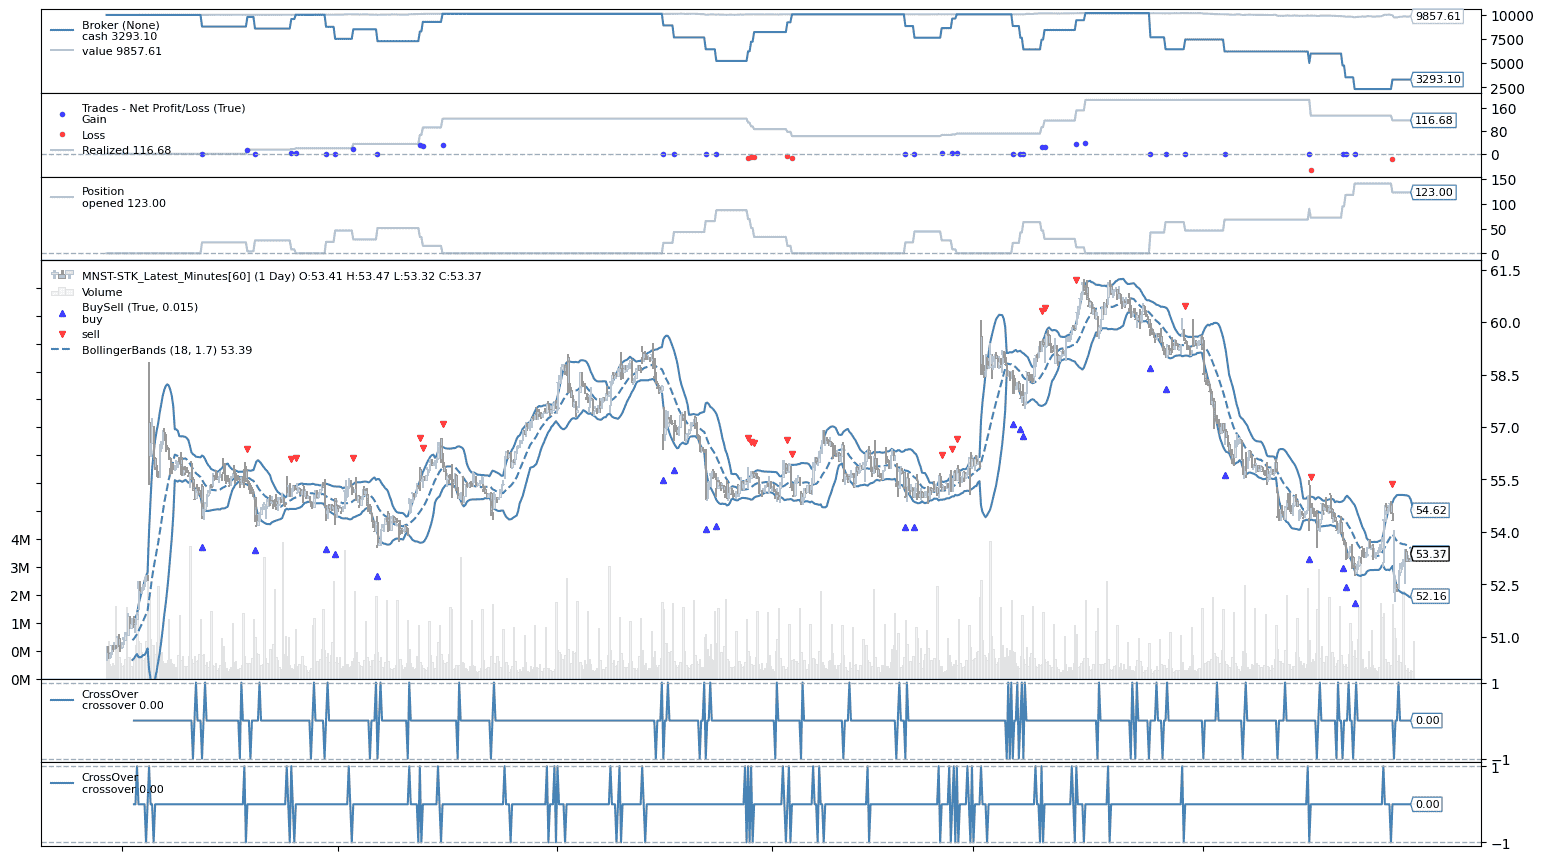 Broker (None)
cash 3293.10
value 9857.61
9857.61
3293.10
10000
7500
5000
2500
Trades - Net Profit/Loss (True)
Gain
Loss
Realized 116.68
116.68
160
80
0
Position
opened 123.00
123.00
150
100
50
0
MNST-STK_Latest_Minutes[60] (1 Day) O:53.41 H:53.47 L:53.32 C:53.37
Volume
BuySell (True, 0.015)
buy
sell
BollingerBands (18, 1.7) 53.39
61.5
60.0
58.5
57.0
55.5
54.0
52.5
51.0
54.62
53.37
52.16
4M
3M
2M
1M
0M
0M
CrossOver
crossover 0.00
0.00
1
−1
CrossOver
crossover 0.00
0.00
1
−1